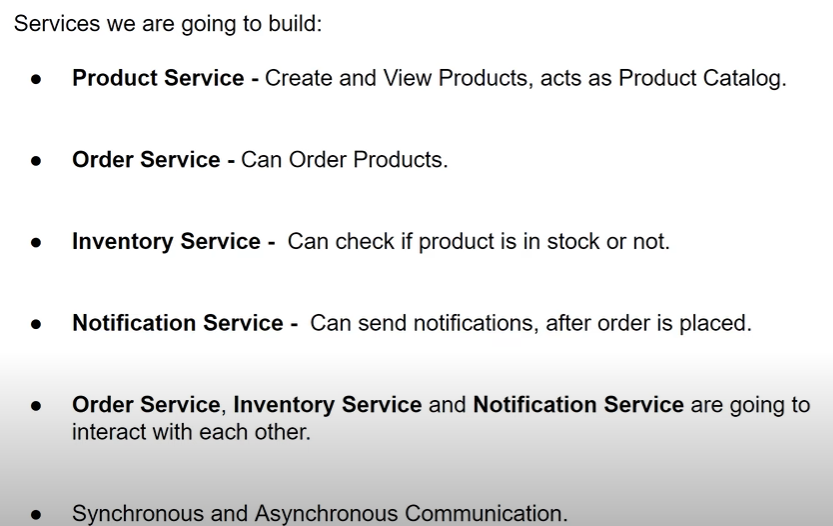 Services we are going to build:
● Product Service - Create and View Products, acts as Product Catalog.
● Order Service - Can Order Products.
● Inventory Service -  Can check if product is in stock or not.
● Notification Service -  Can send notifications, after order is placed.
● Order Service, Inventory Service and Notification Service are going to
interact with each other.
● Synchronous and Asynchronous Communication.